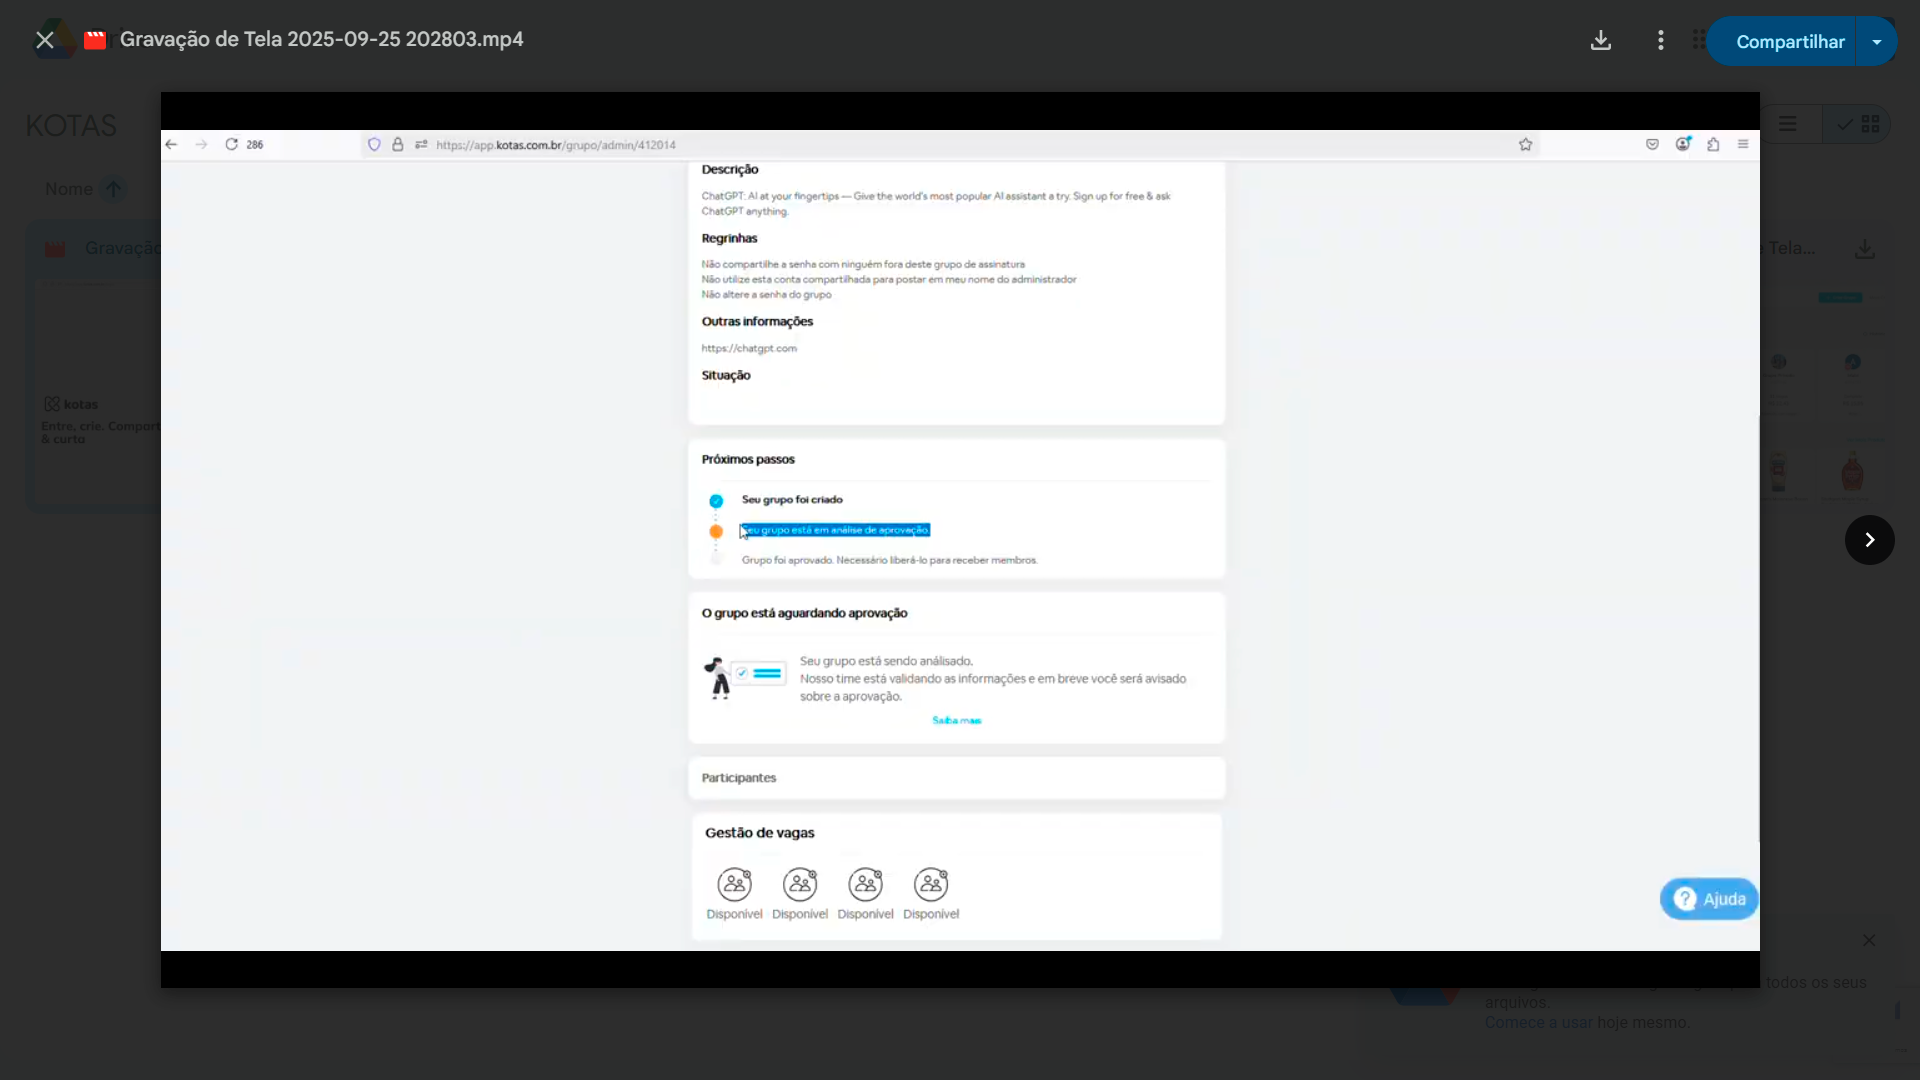 Gravação de Tela 2025-09-25 202803.mp4
Compartilhar
KOTAS
Nome
Gravação
e Tela...
kotas
Entre, crie. Compart
& curta
286
https://app.kotas.com.br/grupo/admin/412014
Descrição
ChatGPT: AI at your fingertips — Give the world's most popular AI assistant a try. Sign up for free & ask
ChatGPT anything.
Regrinhas
Não compartilhe a senha com ninguém fora deste grupo de assinatura
Não utilize esta conta compartilhada para postar em meu nome do administrador
Não altere a senha do grupo
Outras informações
https://chatgpt.com
Situação
Próximos passos
Seu grupo foi criado
Seu grupo está em análise de aprovação.
Grupo foi aprovado. Necessário liberá-lo para receber membros.
O grupo está aguardando aprovação
Seu grupo está sendo análisado.
Nosso time está validando as informações e em breve você será avisado
sobre a aprovação.
Saiba mais
Participantes
Gestão de vagas
Disponível Disponível Disponível Disponível
Ajuda
todos os seus
arquivos.
Comece a usar hoje mesmo.